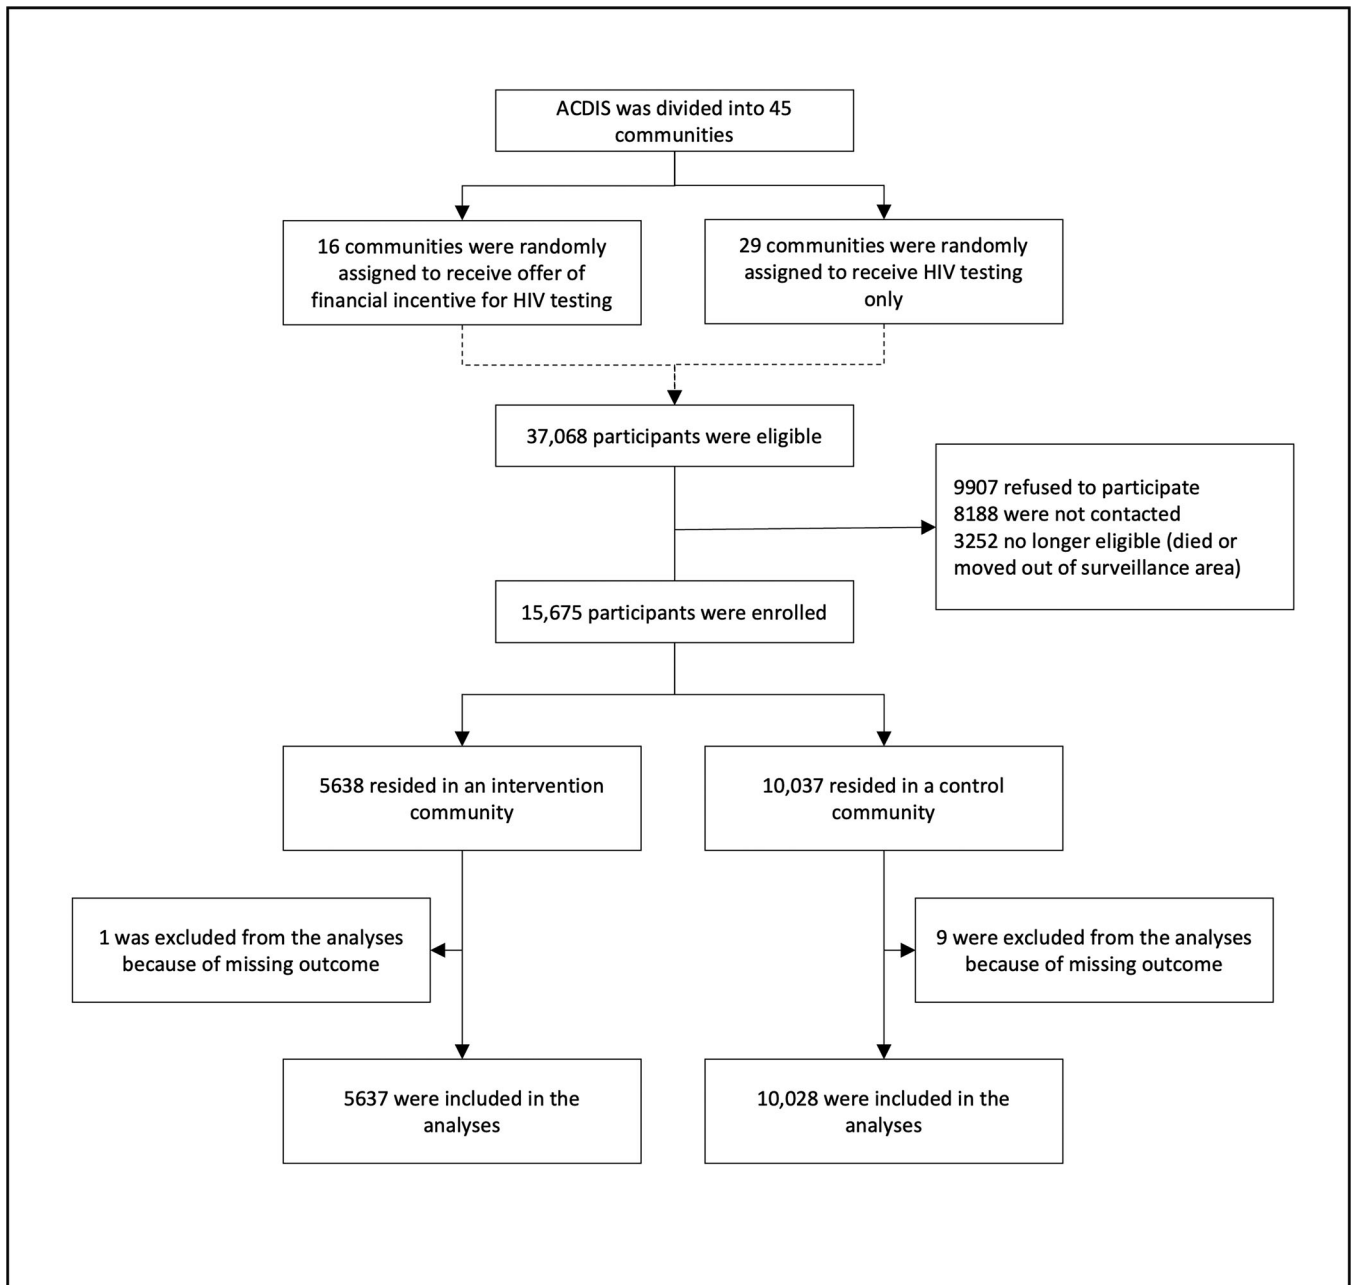 ACDIS was divided into 45
communities
16 communities were randomly
assigned to receive offer of
financial incentive for HIV testing
29 communities were randomly
assigned to receive HIV testing
only
37,068 participants were eligible
9907 refused to participate
8188 were not contacted
3252 no longer eligible (died or
moved out of surveillance area)
15,675 participants were enrolled
5638 resided in an intervention
community
10,037 resided in a control
community
1 was excluded from the analyses
because of missing outcome
9 were excluded from the analyses
because of missing outcome
5637 were included in the
analyses
10,028 were included in the
analyses